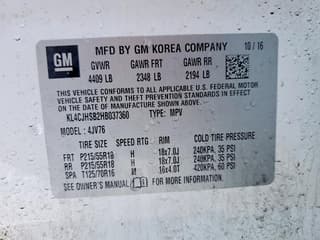 GM MFD BY GM KOREA COMPANY 10/16
GVWR GAWR FRT GAWR RR
4409 LB 2348 LB 2194 LB
THIS VEHICLE CONFORMS TO ALL APPLICABLE U.S. FEDERAL MOTOR
VEHICLE SAFETY, BUMPER, AND THEFT PREVENTION STANDARDS IN EFFECT
ON THE DATE OF MANUFACTURE SHOWN ABOVE.
KL4CJHSB2HB037360 TYPE: MPV
MODEL: 4JV76
TIRE SIZE SPEED RTG RIM COLD TIRE PRESSURE
FRT P215/55R18 H 18x7.0J 240KPA, 35 PSI
RR P215/55R18 H 18x7.0J 240KPA, 35 PSI
SPA T125/70R16 M 16x4.0T 420KPA, 60 PSI
SEE OWNER'S MANUAL FOR ADDITIONAL INFORMATION.